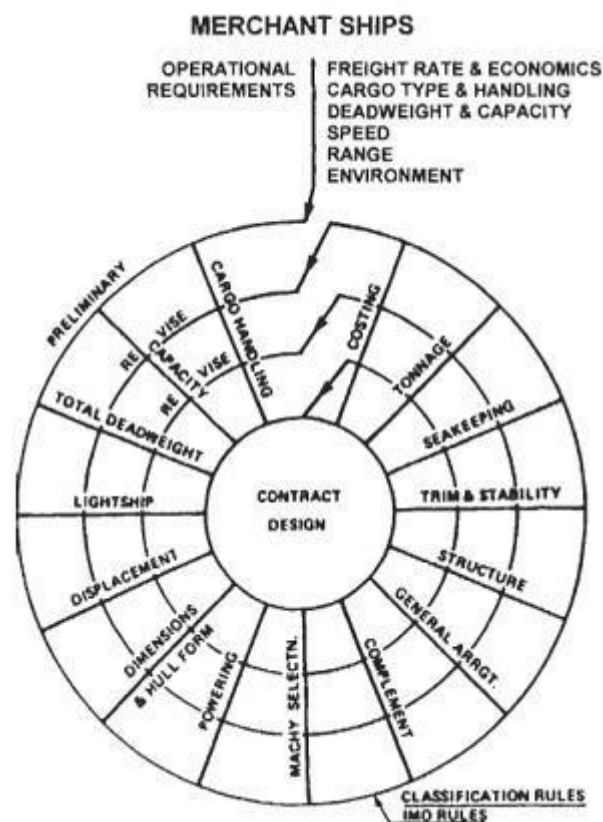 MERCHANT SHIPS
OPERATIONAL
REQUIREMENTS
FREIGHT RATE & ECONOMICS
CARGO TYPE & HANDLING
DEADWEIGHT & CAPACITY
SPEED
RANGE
ENVIRONMENT
PRELIMINARY
RE VISE
RE VISE
CARGO HANDLING
CAPACITY
TOTAL DEADWEIGHT
LIGHTSHIP
DISPLACEMENT
DIMENSIONS
& HULL FORM
POWERING
MACHY SELECTN.
COMPLEMENT
GENERAL ARRGT.
STRUCTURE
TRIM & STABILITY
SEAKEEPING
TONNAGE
COSTING
CONTRACT
DESIGN
CLASSIFICATION RULES
IMO RULES